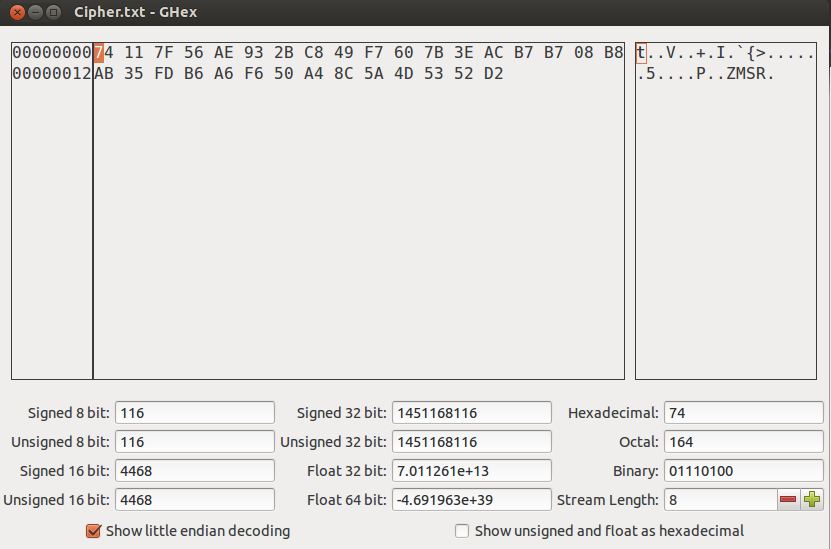 Cipher.txt - GHex
00000000 74 11 7F 56 AE 93 2B C8 49 F7 60 7B 3E AC B7 B7 08 B8 t..V..+.I.`{>.....
00000012 AB 35 FD B6 A6 F6 50 A4 8C 5A 4D 53 52 D2 .5....P..ZMSR.
Signed 8 bit: 116 Signed 32 bit: 1451168116 Hexadecimal: 74
Unsigned 8 bit: 116 Unsigned 32 bit: 1451168116 Octal: 164
Signed 16 bit: 4468 Float 32 bit: 7.011261e+13 Binary: 01110100
Unsigned 16 bit: 4468 Float 64 bit: -4.691963e+39 Stream Length: 8
Show little endian decoding Show unsigned and float as hexadecimal